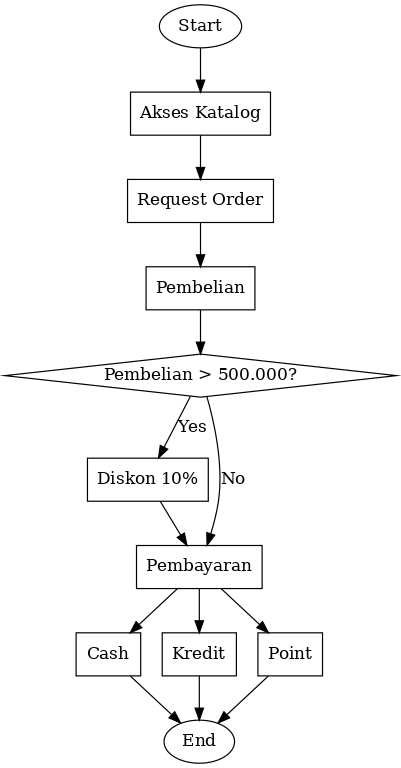 Start
Akses Katalog
Request Order
Pembelian
Pembelian > 500.000?
Yes
Diskon 10%
No
Pembayaran
Cash
Kredit
Point
End